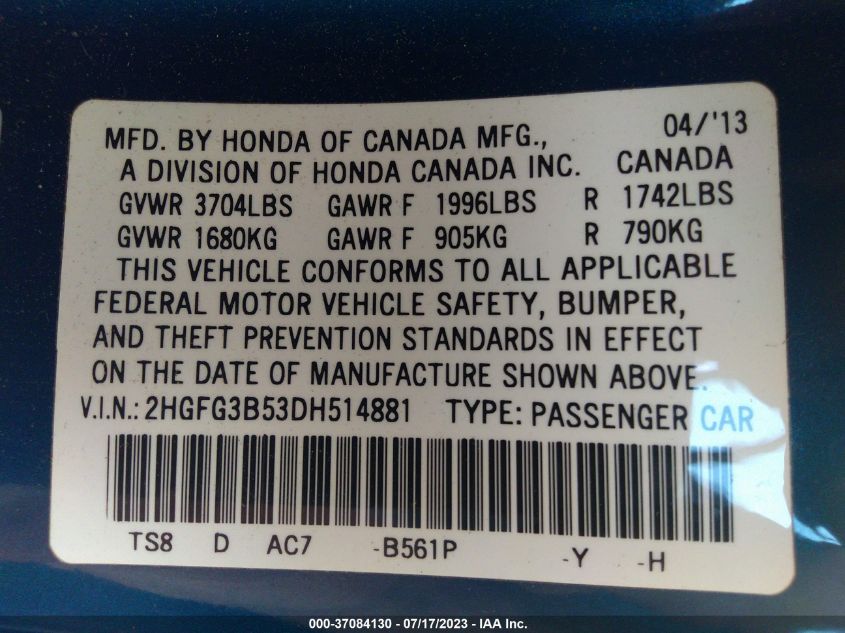 MFD. BY HONDA OF CANADA MFG., 04/'13
A DIVISION OF HONDA CANADA INC. CANADA
GVWR 3704LBS GAWR F 1996LBS R 1742LBS
GVWR 1680KG GAWR F 905KG R 790KG
THIS VEHICLE CONFORMS TO ALL APPLICABLE
FEDERAL MOTOR VEHICLE SAFETY, BUMPER,
AND THEFT PREVENTION STANDARDS IN EFFECT
ON THE DATE OF MANUFACTURE SHOWN ABOVE.
V.I.N.: 2HGFG3B53DH514881 TYPE: PASSENGER CAR
TS8 D AC7 -B561P -Y -H
000-37084130 - 07/17/2023 - IAA Inc.